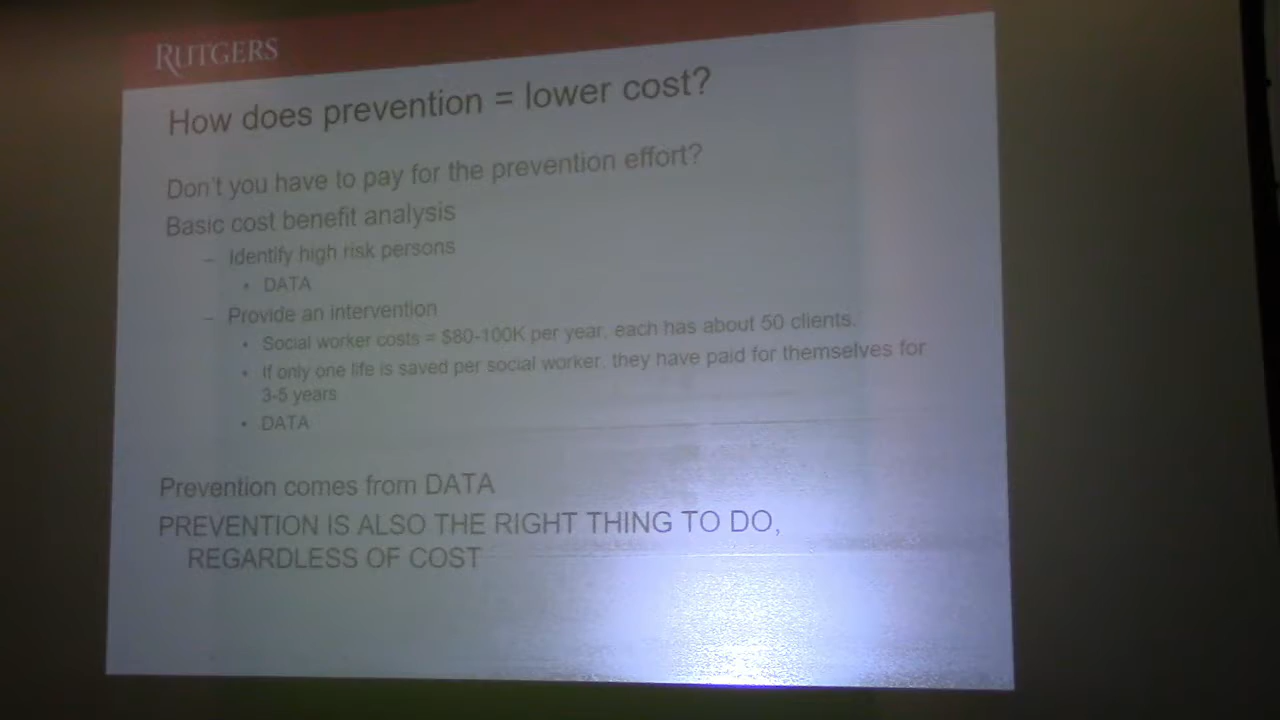 RUTGERS
How does prevention = lower cost?
Don't you have to pay for the prevention effort?
Basic cost benefit analysis
– Identify high risk persons
• DATA
– Provide an intervention
• Social worker costs = $80-100K per year, each has about 50 clients.
• If only one life is saved per social worker, they have paid for themselves for
3-5 years
• DATA
Prevention comes from DATA
PREVENTION IS ALSO THE RIGHT THING TO DO,
REGARDLESS OF COST